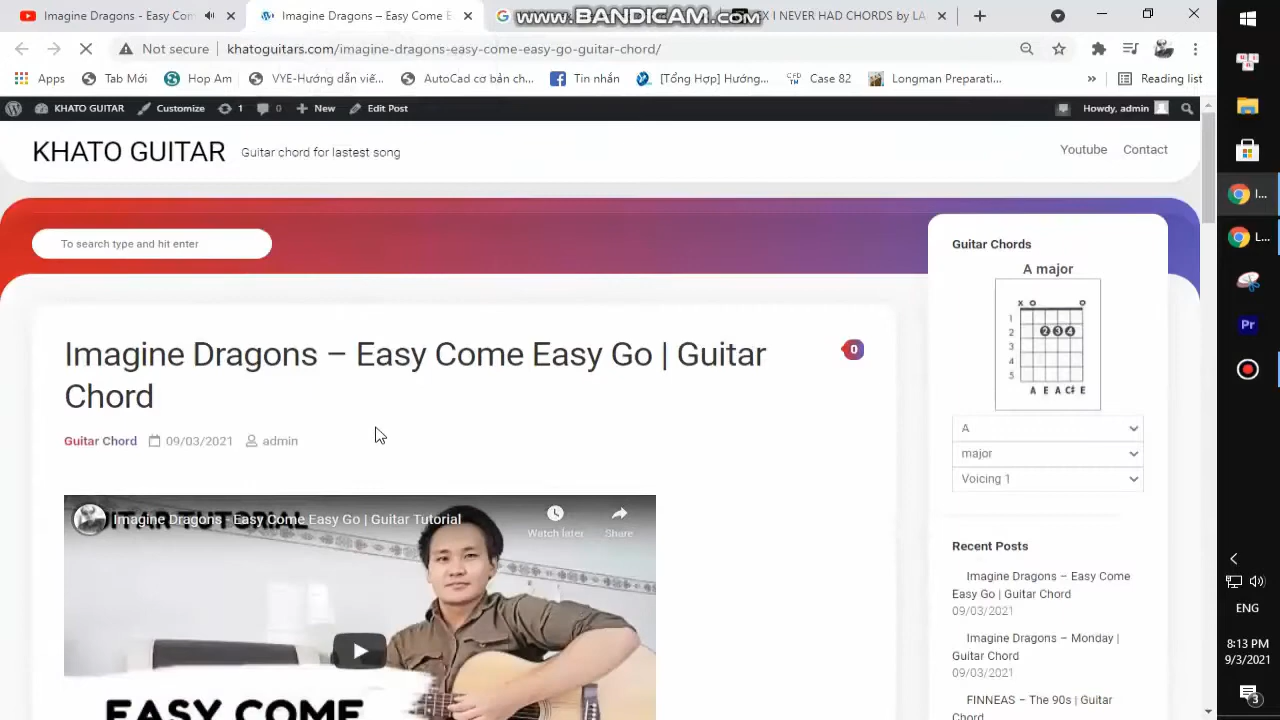 Imagine Dragons - Easy Com
Imagine Dragons – Easy Come E
www.BANDICAM.com
X I NEVER HAD CHORDS by LA
Not secure
khatoguitars.com/imagine-dragons-easy-come-easy-go-guitar-chord/
Apps
Tab Mới
Hop Am
VYE-Hướng dẫn viế...
AutoCad cơ bản ch...
Tin nhắn
[Tổng Hợp] Hướng...
Case 82
Longman Preparati...
»
Reading list
KHATO GUITAR
Customize
1
0
New
Edit Post
Howdy, admin
KHATO GUITAR
Guitar chord for lastest song
Youtube
Contact
To search type and hit enter
Imagine Dragons – Easy Come Easy Go | Guitar
Chord
0
Guitar Chord
09/03/2021
admin
Imagine Dragons - Easy Come Easy Go | Guitar Tutorial
Watch later
Share
EASY COME
Guitar Chords
A major
x o o
1
2
2 3 4
3
4
5
A E A C# E
A
major
Voicing 1
Recent Posts
Imagine Dragons – Easy Come
Easy Go | Guitar Chord
09/03/2021
Imagine Dragons – Monday |
Guitar Chord
09/03/2021
FINNEAS – The 90s | Guitar
Chord
I...
L...
Pr
ENG
8:13 PM
9/3/2021
3